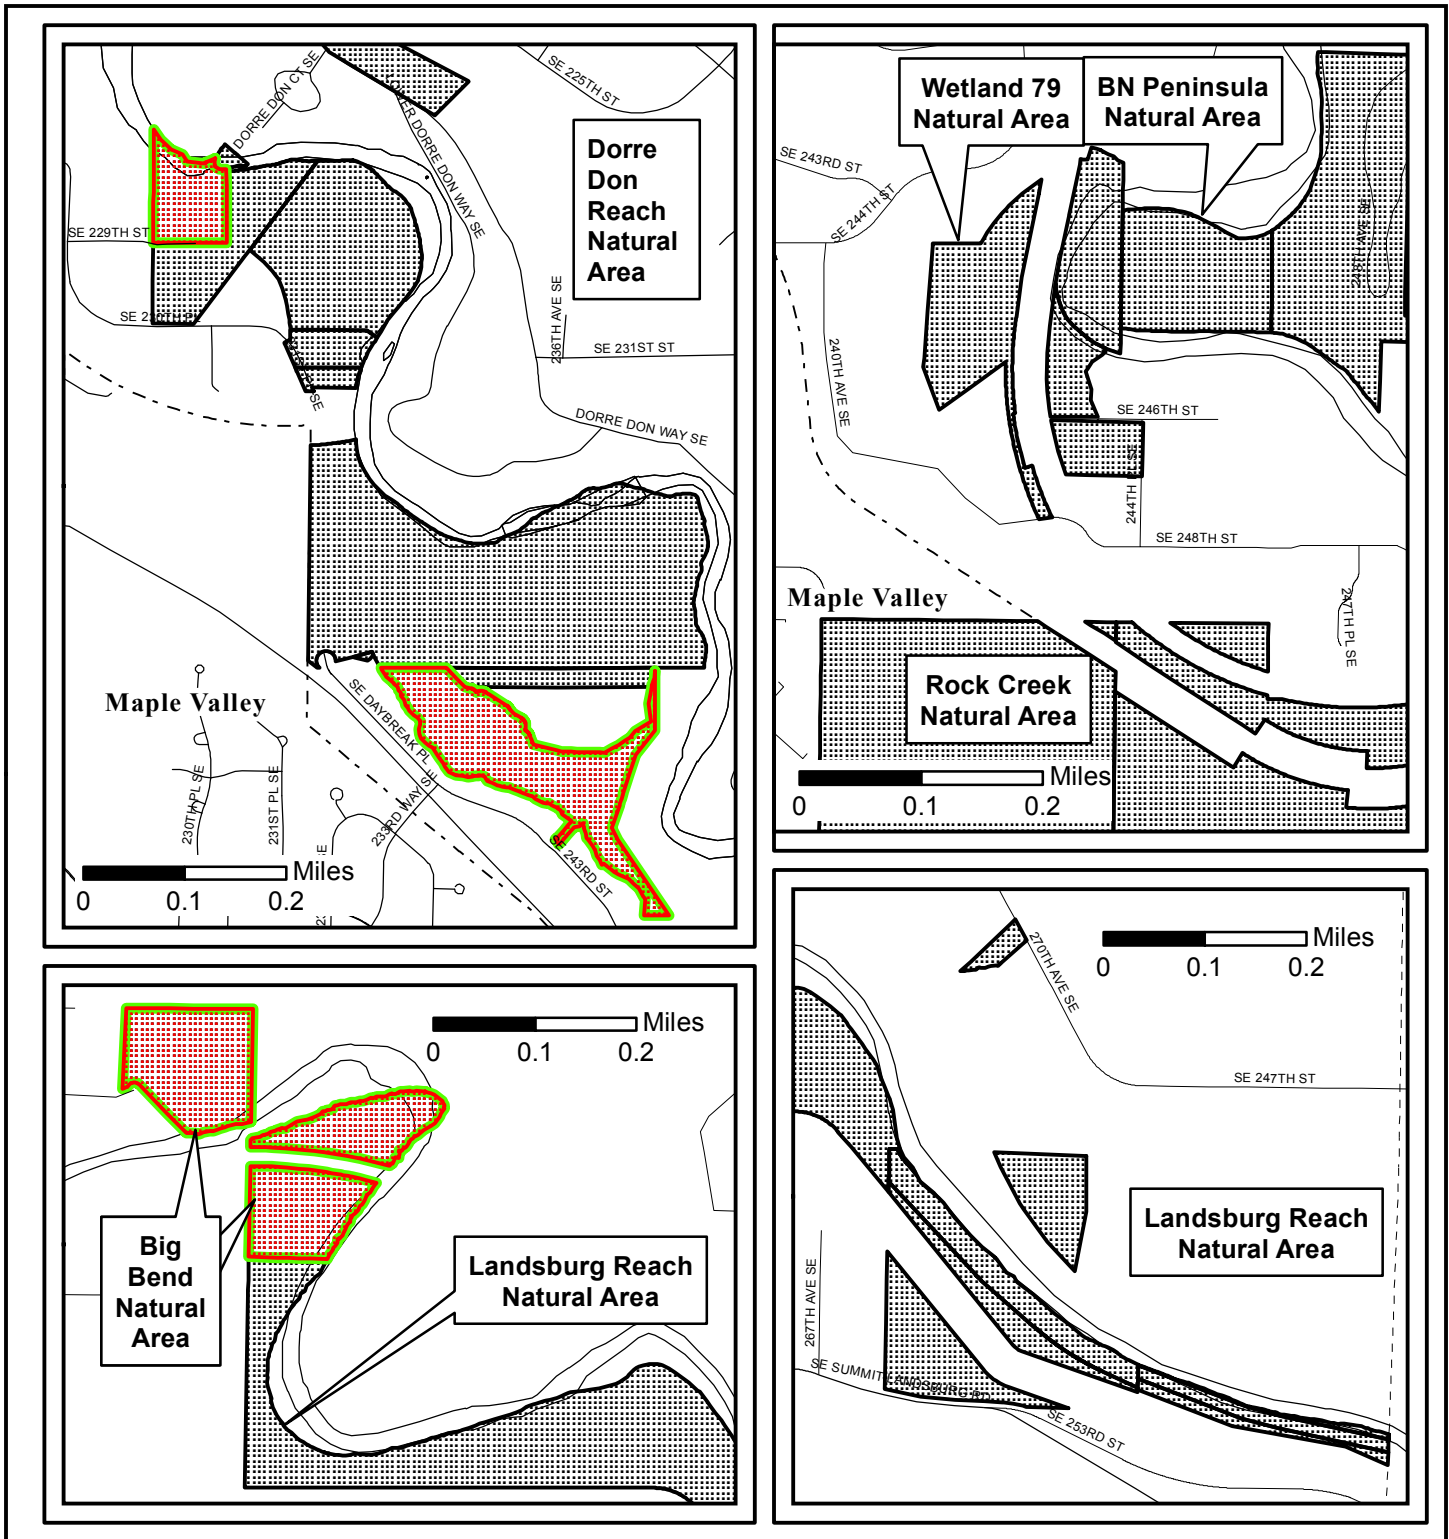 DORRE DON CT SE
SE 225TH ST
Dorre
Don
Reach
Natural
Area
SE 229TH ST
SE 230TH PL
236TH AVE SE
SE 231ST ST
DORRE DON WAY SE
SE DAYBREAK PL
Maple Valley
230TH PL SE
231ST PL SE
233RD WAY SE
SE 243RD ST
Miles
0 0.1 0.2
Wetland 79
Natural Area
BN Peninsula
Natural Area
SE 243RD ST
SE 244TH ST
248TH AVE SE
240TH AVE SE
SE 246TH ST
244TH PL SE
SE 248TH ST
Maple Valley
247TH PL SE
Rock Creek
Natural Area
Miles
0 0.1 0.2
Miles
0 0.1 0.2
Big
Bend
Natural
Area
Landsburg Reach
Natural Area
270TH AVE SE
Miles
0 0.1 0.2
SE 247TH ST
Landsburg Reach
Natural Area
267TH AVE SE
SE SUMMIT LANDSBURG RD
SE 253RD ST